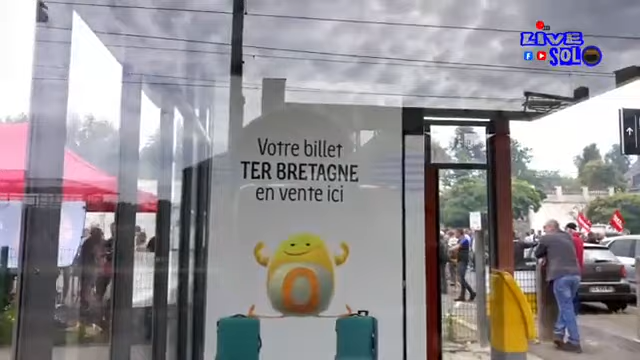 LIVE
SOLO
Votre billet
TER BRETAGNE
en vente ici
O